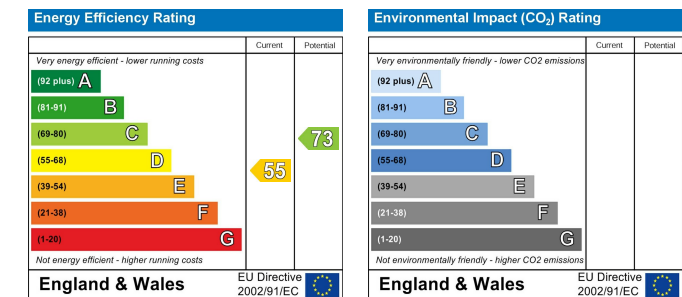 Energy Efficiency Rating
Current Potential
Very energy efficient - lower running costs
(92 plus) A
(81-91) B
(69-80) C
73
(55-68) D
55
(39-54) E
(21-38) F
(1-20) G
Not energy efficient - higher running costs
England & Wales
EU Directive
2002/91/EC
Environmental Impact (CO₂) Rating
Current Potential
Very environmentally friendly - lower CO2 emissions
(92 plus) A
(81-91) B
(69-80) C
(55-68) D
(39-54) E
(21-38) F
(1-20) G
Not environmentally friendly - higher CO2 emissions
England & Wales
EU Directive
2002/91/EC